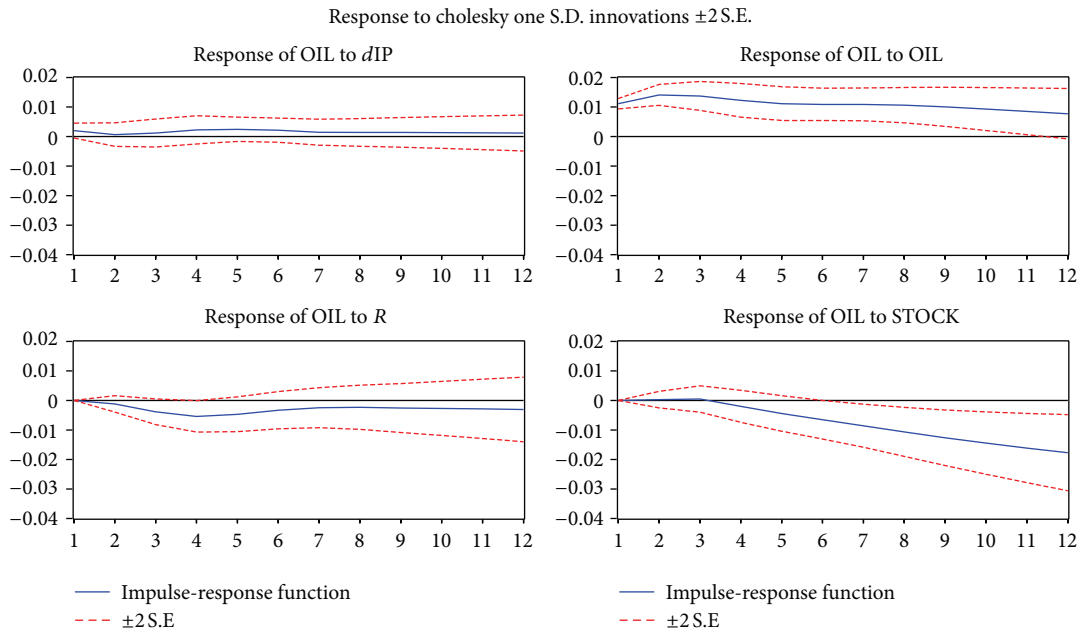 Response to cholesky one S.D. innovations ±2 S.E.
Response of OIL to dIP
0.02
0.01
0
−0.01
−0.02
−0.03
−0.04
1 2 3 4 5 6 7 8 9 10 11 12
Response of OIL to OIL
0.02
0.01
0
−0.01
−0.02
−0.03
−0.04
1 2 3 4 5 6 7 8 9 10 11 12
Response of OIL to R
0.02
0.01
0
−0.01
−0.02
−0.03
−0.04
1 2 3 4 5 6 7 8 9 10 11 12
Impulse-response function
±2 S.E
Response of OIL to STOCK
0.02
0.01
0
−0.01
−0.02
−0.03
−0.04
1 2 3 4 5 6 7 8 9 10 11 12
Impulse-response function
±2 S.E